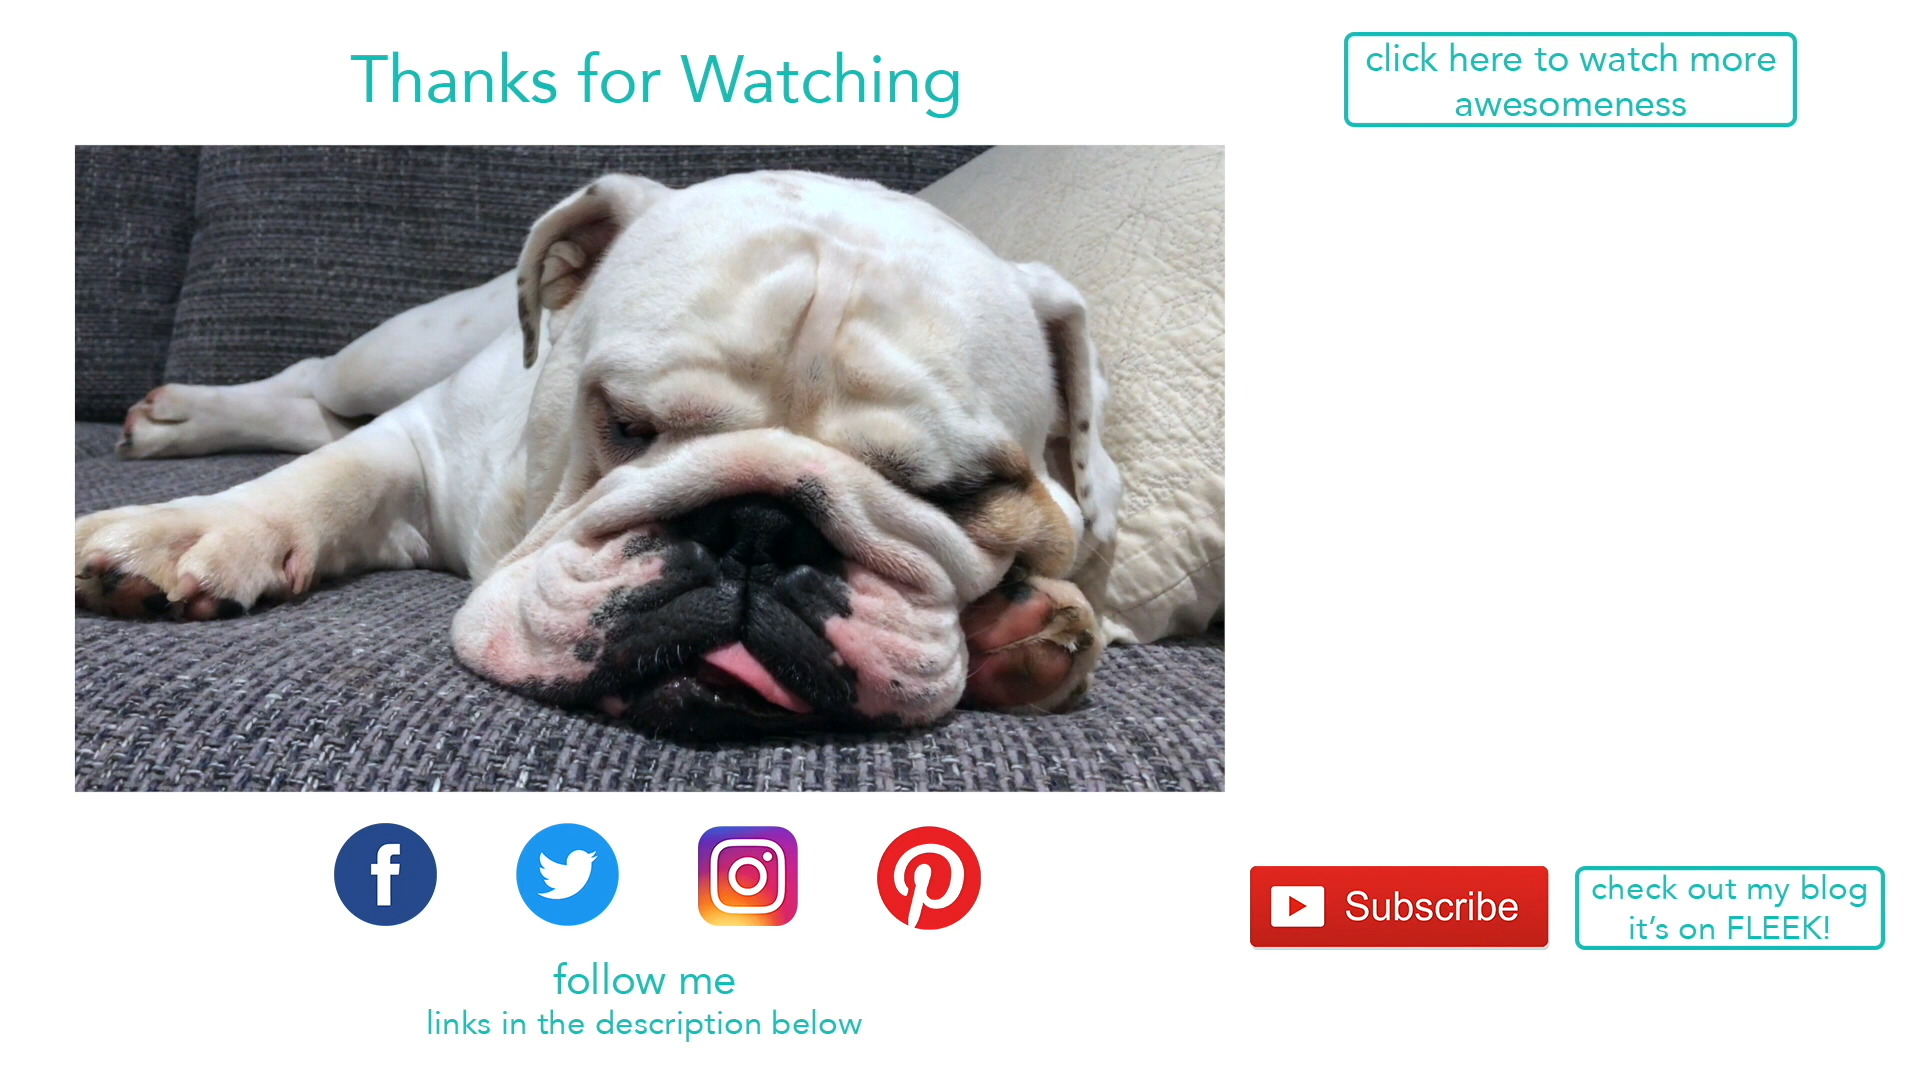 Thanks for Watching
click here to watch more
awesomeness
Subscribe
check out my blog
it’s on FLEEK!
follow me
links in the description below